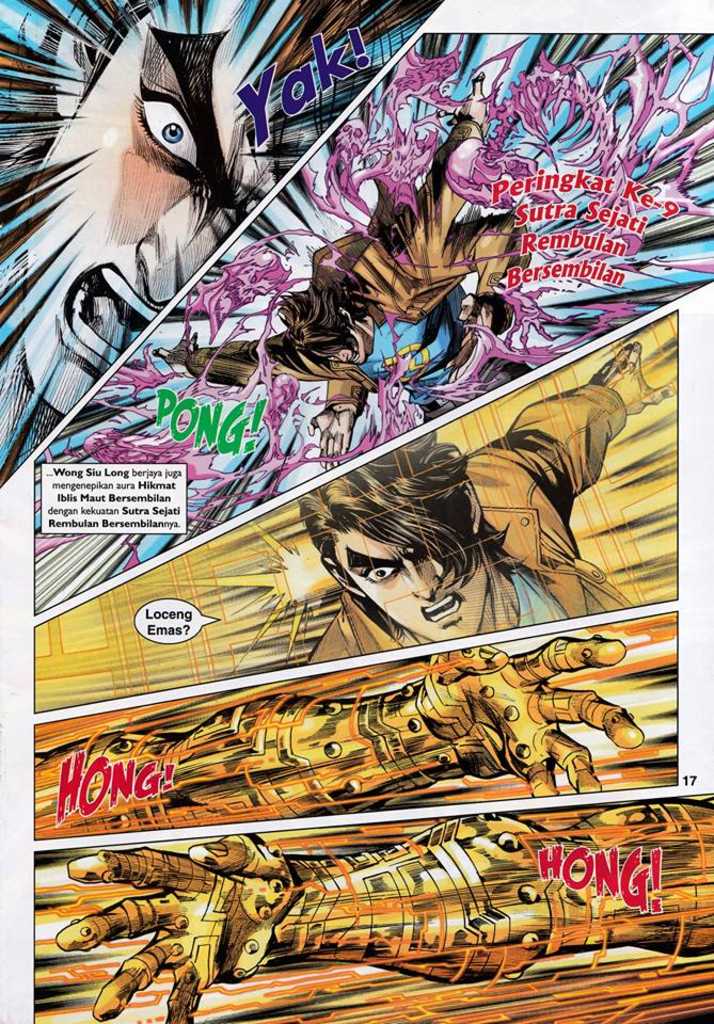 Yak!
Peringkat Ke-9
Sutra Sejati
Rembulan
Bersembilan
PONG!
...Wong Siu Long berjaya juga
mengenepikan aura Hikmat
Iblis Maut Bersembilan
dengan kekuatan Sutra Sejati
Rembulan Bersembilannya.
Loceng
Emas?
HONG!
17
HONG!